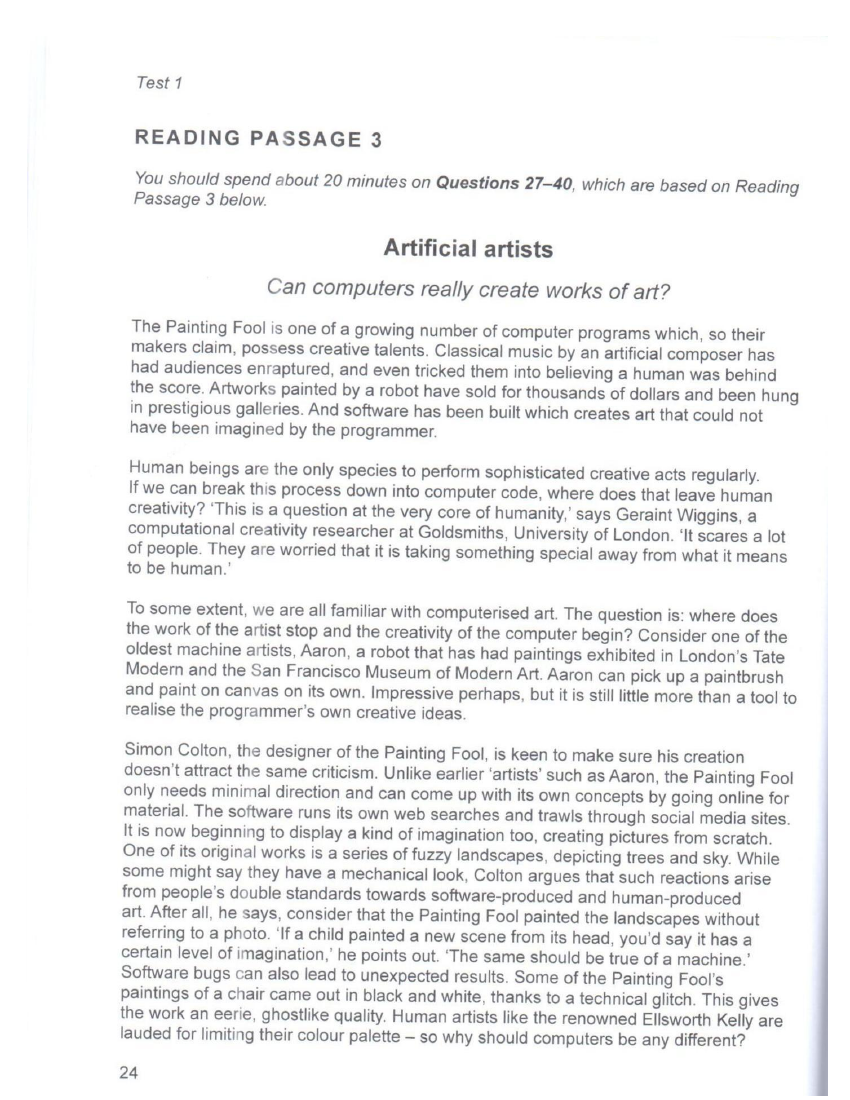 Test 1
READING PASSAGE 3
You should spend about 20 minutes on Questions 27–40, which are based on Reading
Passage 3 below.
Artificial artists
Can computers really create works of art?
The Painting Fool is one of a growing number of computer programs which, so their
makers claim, possess creative talents. Classical music by an artificial composer has
had audiences enraptured, and even tricked them into believing a human was behind
the score. Artworks painted by a robot have sold for thousands of dollars and been hung
in prestigious galleries. And software has been built which creates art that could not
have been imagined by the programmer.
Human beings are the only species to perform sophisticated creative acts regularly.
If we can break this process down into computer code, where does that leave human
creativity? 'This is a question at the very core of humanity,' says Geraint Wiggins, a
computational creativity researcher at Goldsmiths, University of London. 'It scares a lot
of people. They are worried that it is taking something special away from what it means
to be human.'
To some extent, we are all familiar with computerised art. The question is: where does
the work of the artist stop and the creativity of the computer begin? Consider one of the
oldest machine artists, Aaron, a robot that has had paintings exhibited in London's Tate
Modern and the San Francisco Museum of Modern Art. Aaron can pick up a paintbrush
and paint on canvas on its own. Impressive perhaps, but it is still little more than a tool to
realise the programmer's own creative ideas.
Simon Colton, the designer of the Painting Fool, is keen to make sure his creation
doesn't attract the same criticism. Unlike earlier 'artists' such as Aaron, the Painting Fool
only needs minimal direction and can come up with its own concepts by going online for
material. The software runs its own web searches and trawls through social media sites.
It is now beginning to display a kind of imagination too, creating pictures from scratch.
One of its original works is a series of fuzzy landscapes, depicting trees and sky. While
some might say they have a mechanical look, Colton argues that such reactions arise
from people's double standards towards software-produced and human-produced
art. After all, he says, consider that the Painting Fool painted the landscapes without
referring to a photo. 'If a child painted a new scene from its head, you'd say it has a
certain level of imagination,' he points out. 'The same should be true of a machine.'
Software bugs can also lead to unexpected results. Some of the Painting Fool's
paintings of a chair came out in black and white, thanks to a technical glitch. This gives
the work an eerie, ghostlike quality. Human artists like the renowned Ellsworth Kelly are
lauded for limiting their colour palette – so why should computers be any different?
24